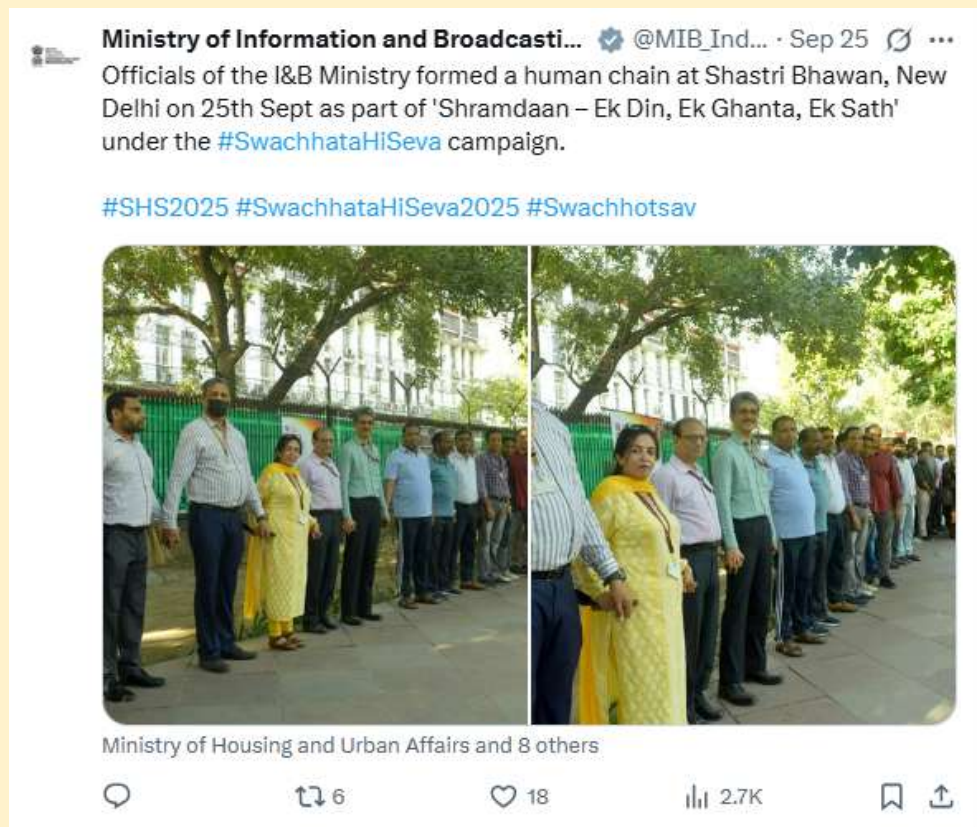 Ministry of Information and Broadcasti... @MIB_Ind... · Sep 25
Officials of the I&B Ministry formed a human chain at Shastri Bhawan, New
Delhi on 25th Sept as part of 'Shramdaan – Ek Din, Ek Ghanta, Ek Sath'
under the #SwachhataHiSeva campaign.
#SHS2025 #SwachhataHiSeva2025 #Swachhotsav
Ministry of Housing and Urban Affairs and 8 others
6 18 2.7K